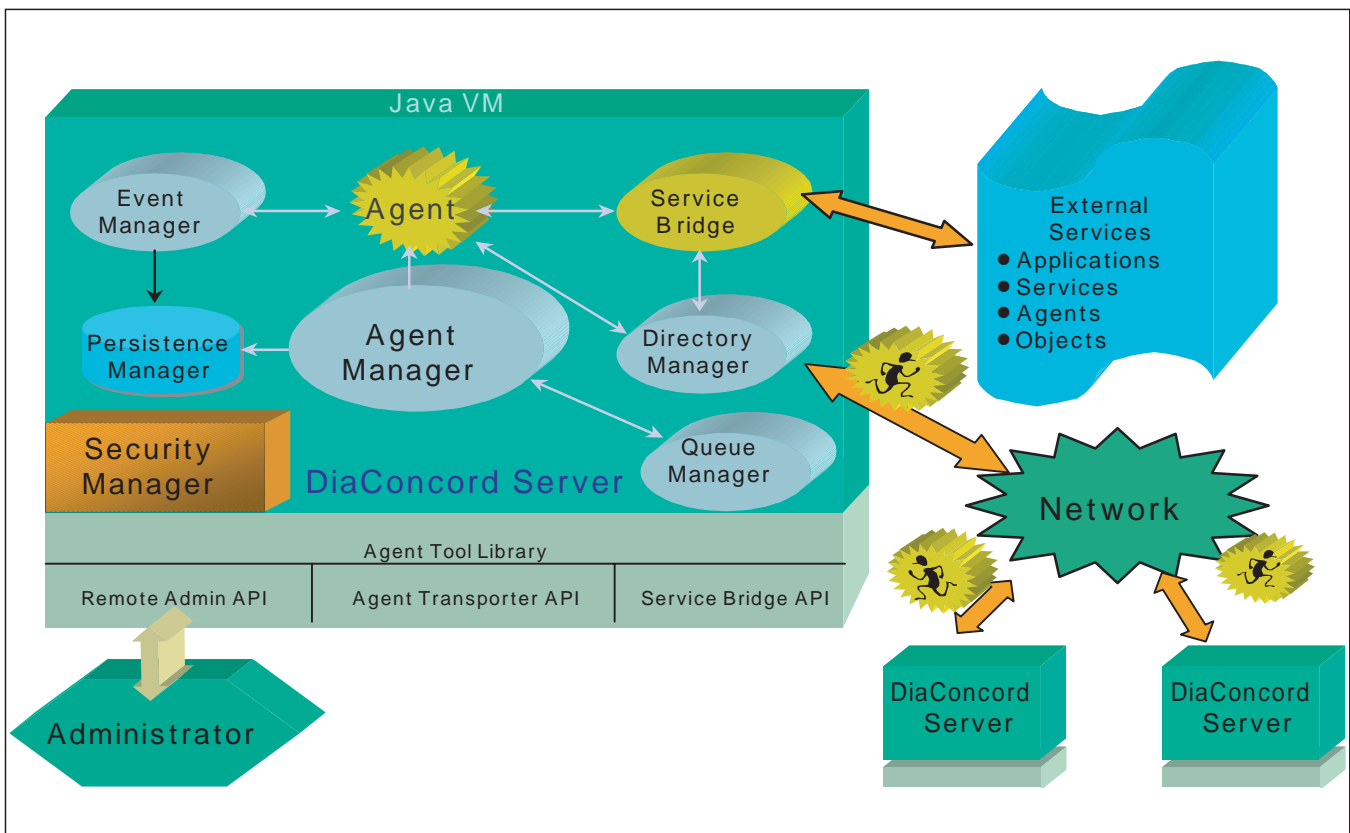 Java VM
Event
Manager
Agent
Service
Bridge
External
Services
● Applications
● Services
● Agents
● Objects
Persistence
Manager
Agent
Manager
Directory
Manager
Security
Manager
DiaConcord Server
Queue
Manager
Network
Agent Tool Library
Remote Admin API
Agent Transporter API
Service Bridge API
Administrator
DiaConcord
Server
DiaConcord
Server